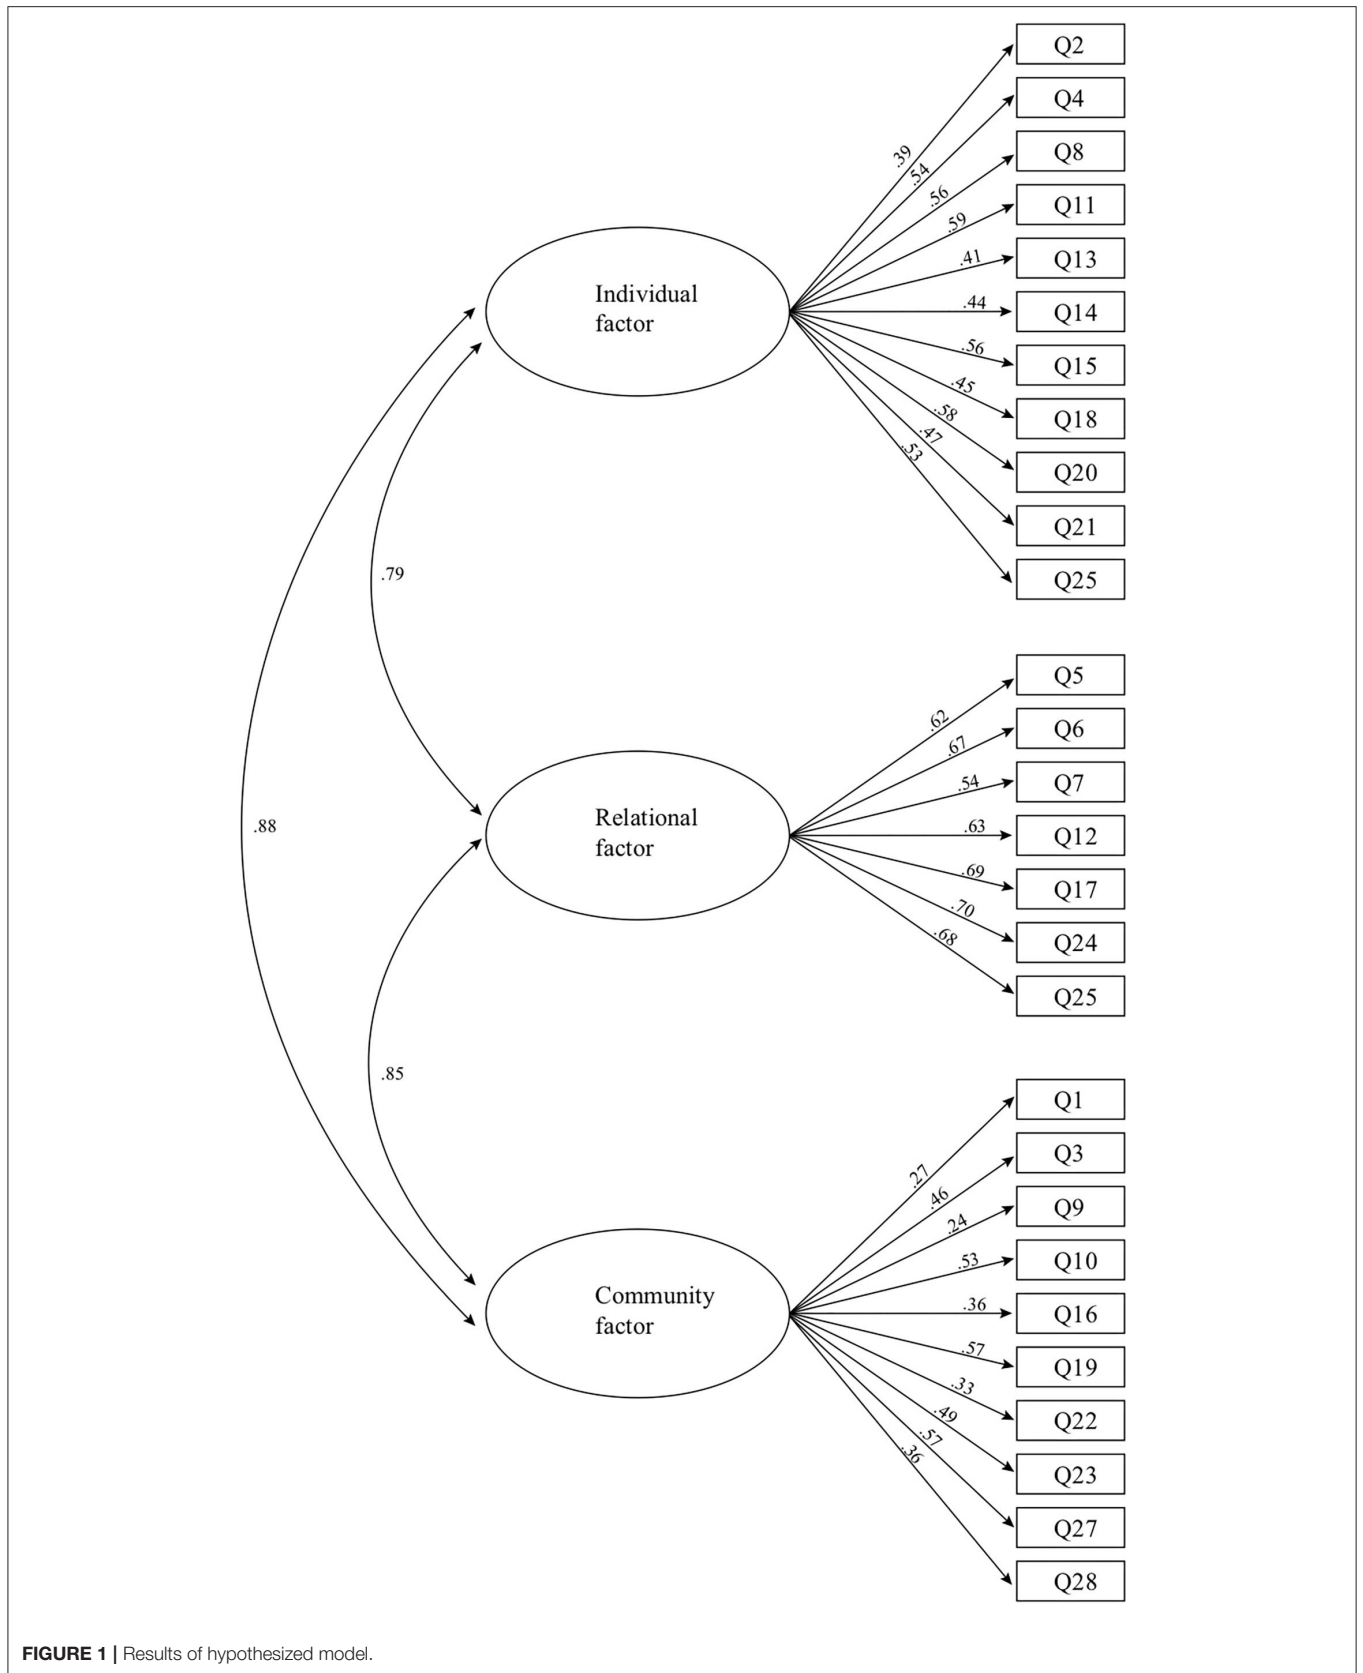 Q2
Q4
Q8
Q11
Q13
Q14
Q15
Q18
Q20
Q21
Q25
.39
.54
.56
.59
.41
.44
.56
.45
.58
.47
.53
Individual
factor
.79
Q5
Q6
Q7
Q12
Q17
Q24
Q25
.62
.67
.54
.63
.69
.70
.68
Relational
factor
.88
.85
Q1
Q3
Q9
Q10
Q16
Q19
Q22
Q23
Q27
Q28
.27
.46
.24
.53
.36
.57
.33
.49
.57
.36
Community
factor
FIGURE 1 | Results of hypothesized model.